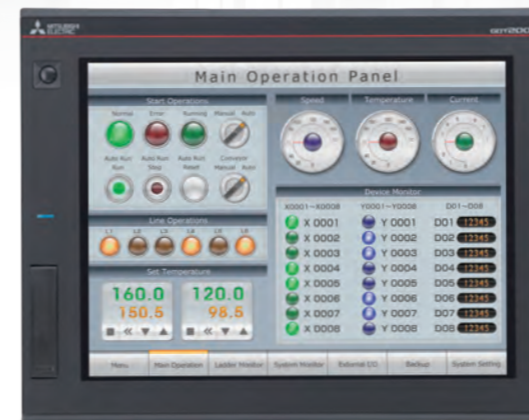 MITSUBISHI
ELECTRIC
GOT2000
Main Operation Panel
Start Operations
Normal Error Running Manual Auto
Auto Run Auto Run Auto Run Conveyor
Run Stop Reset Manual Auto
Line Operations
L1 L2 L3 L4 L5 L6
Set Temperature
160.0 120.0
150.5 98.5
Speed Temperature Current
Device Monitor
X0001~X0008 Y0001~Y0008 D01~D08
X 0001 Y 0001 D01 12345
X 0002 Y 0002 D02 12345
X 0003 Y 0003 D03 12345
X 0004 Y 0004 D04 12345
X 0005 Y 0005 D05 12345
X 0006 Y 0006 D06 12345
X 0007 Y 0007 D07 12345
X 0008 Y 0008 D08 12345
Menu Main Operation Ladder Monitor System Monitor External I/O Backup System Setting